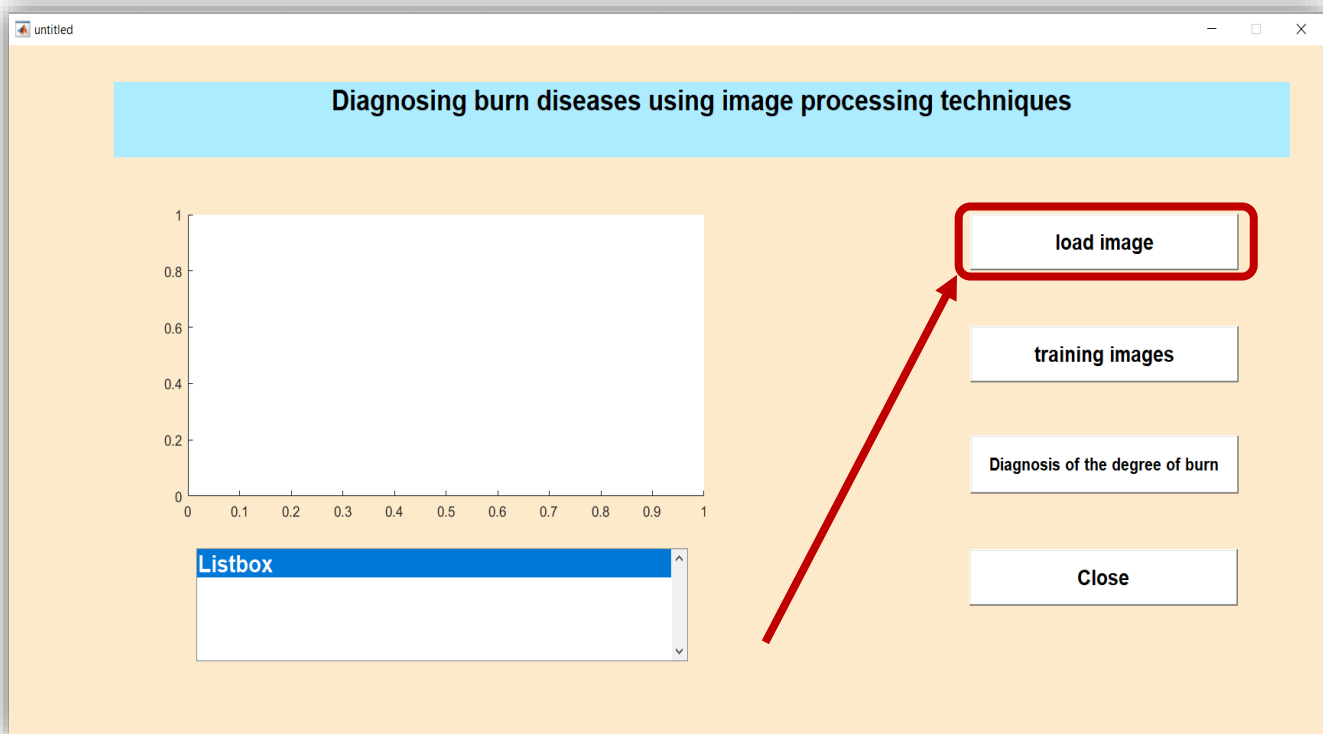 untitled
Diagnosing burn diseases using image processing techniques
1
0.8
0.6
0.4
0.2
0
0 0.1 0.2 0.3 0.4 0.5 0.6 0.7 0.8 0.9 1
Listbox
load image
training images
Diagnosis of the degree of burn
Close